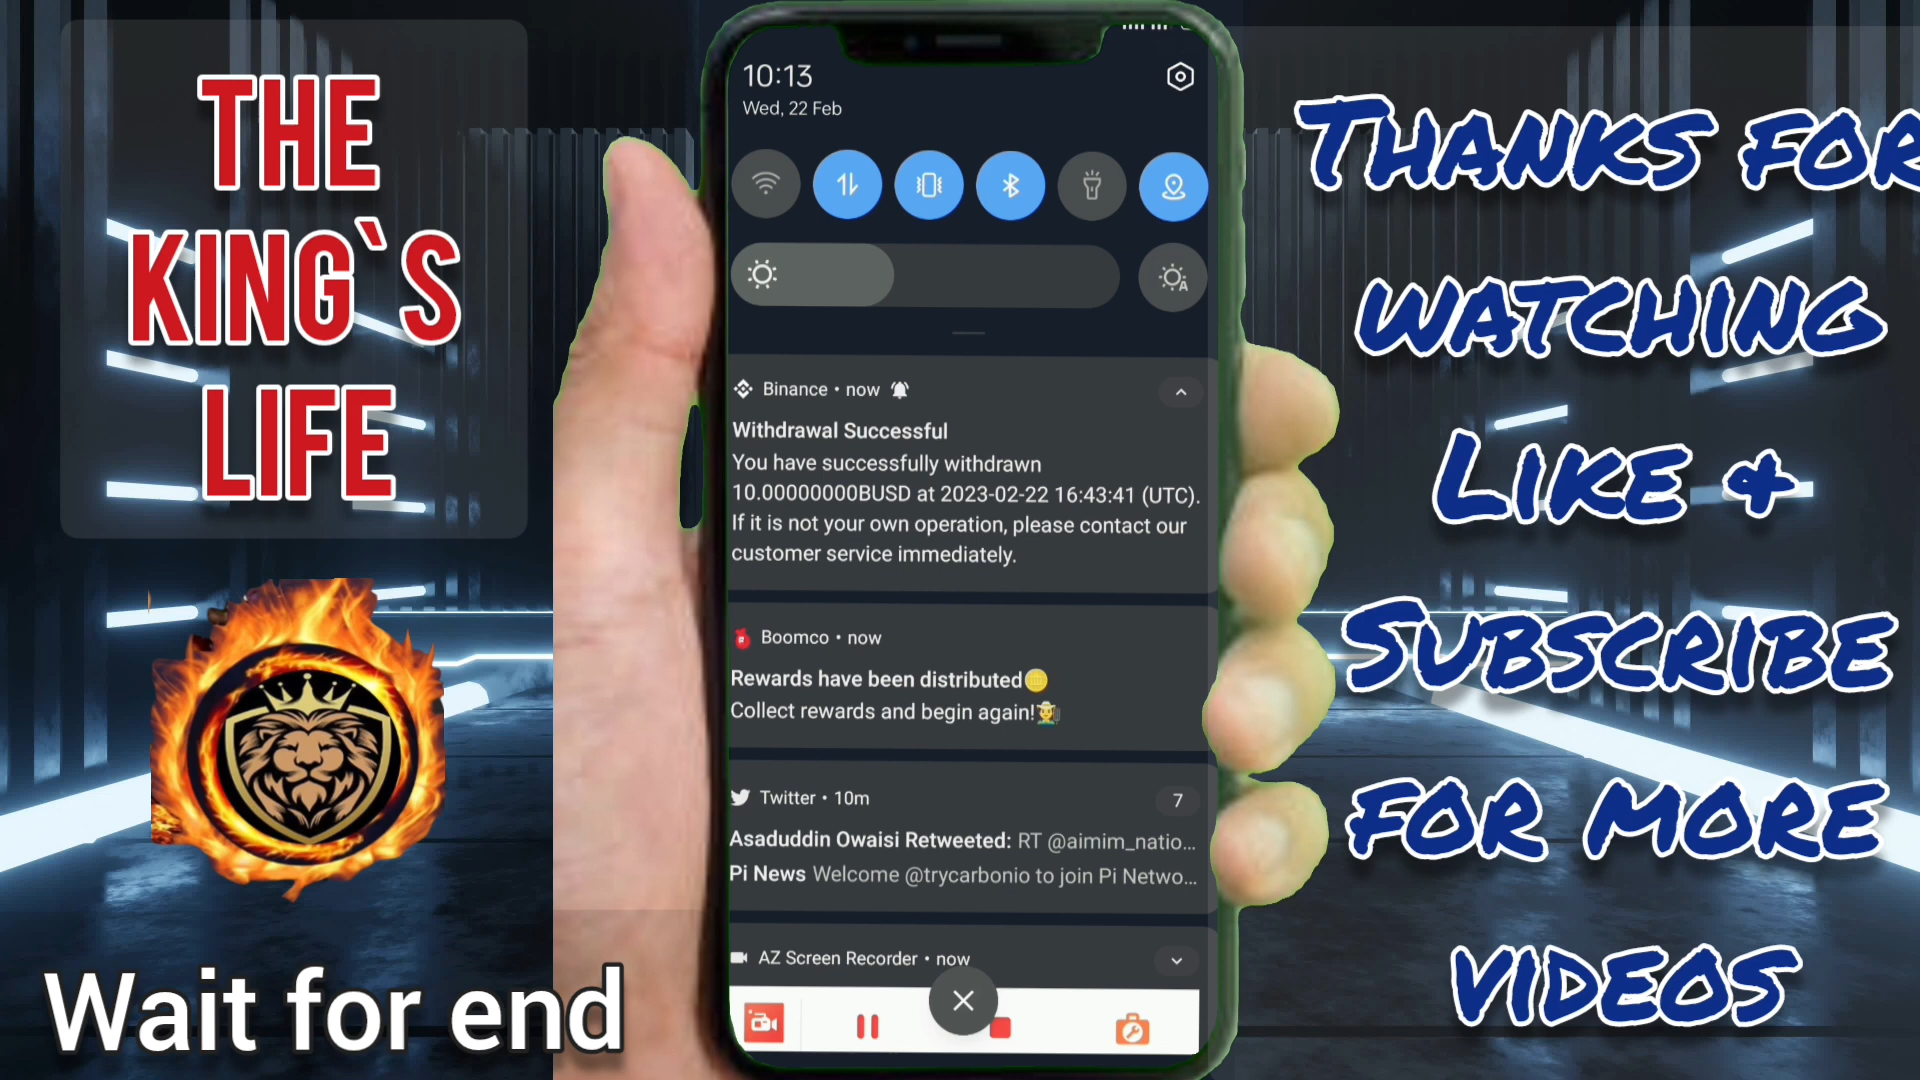 THE
KING`S
LIFE
Wait for end
10:13
Wed, 22 Feb
A
Binance • now
Withdrawal Successful
You have successfully withdrawn
10.00000000BUSD at 2023-02-22 16:43:41 (UTC).
If it is not your own operation, please contact our
customer service immediately.
Boomco • now
Rewards have been distributed🪙
Collect rewards and begin again!👨‍🌾
Twitter • 10m
7
Asaduddin Owaisi Retweeted: RT @aimim_natio...
Pi News Welcome @trycarbonio to join Pi Netwo...
AZ Screen Recorder • now
THANKS FOR
WATCHING
LIKE &
SUBSCRIBE
FOR MORE
VIDEOS